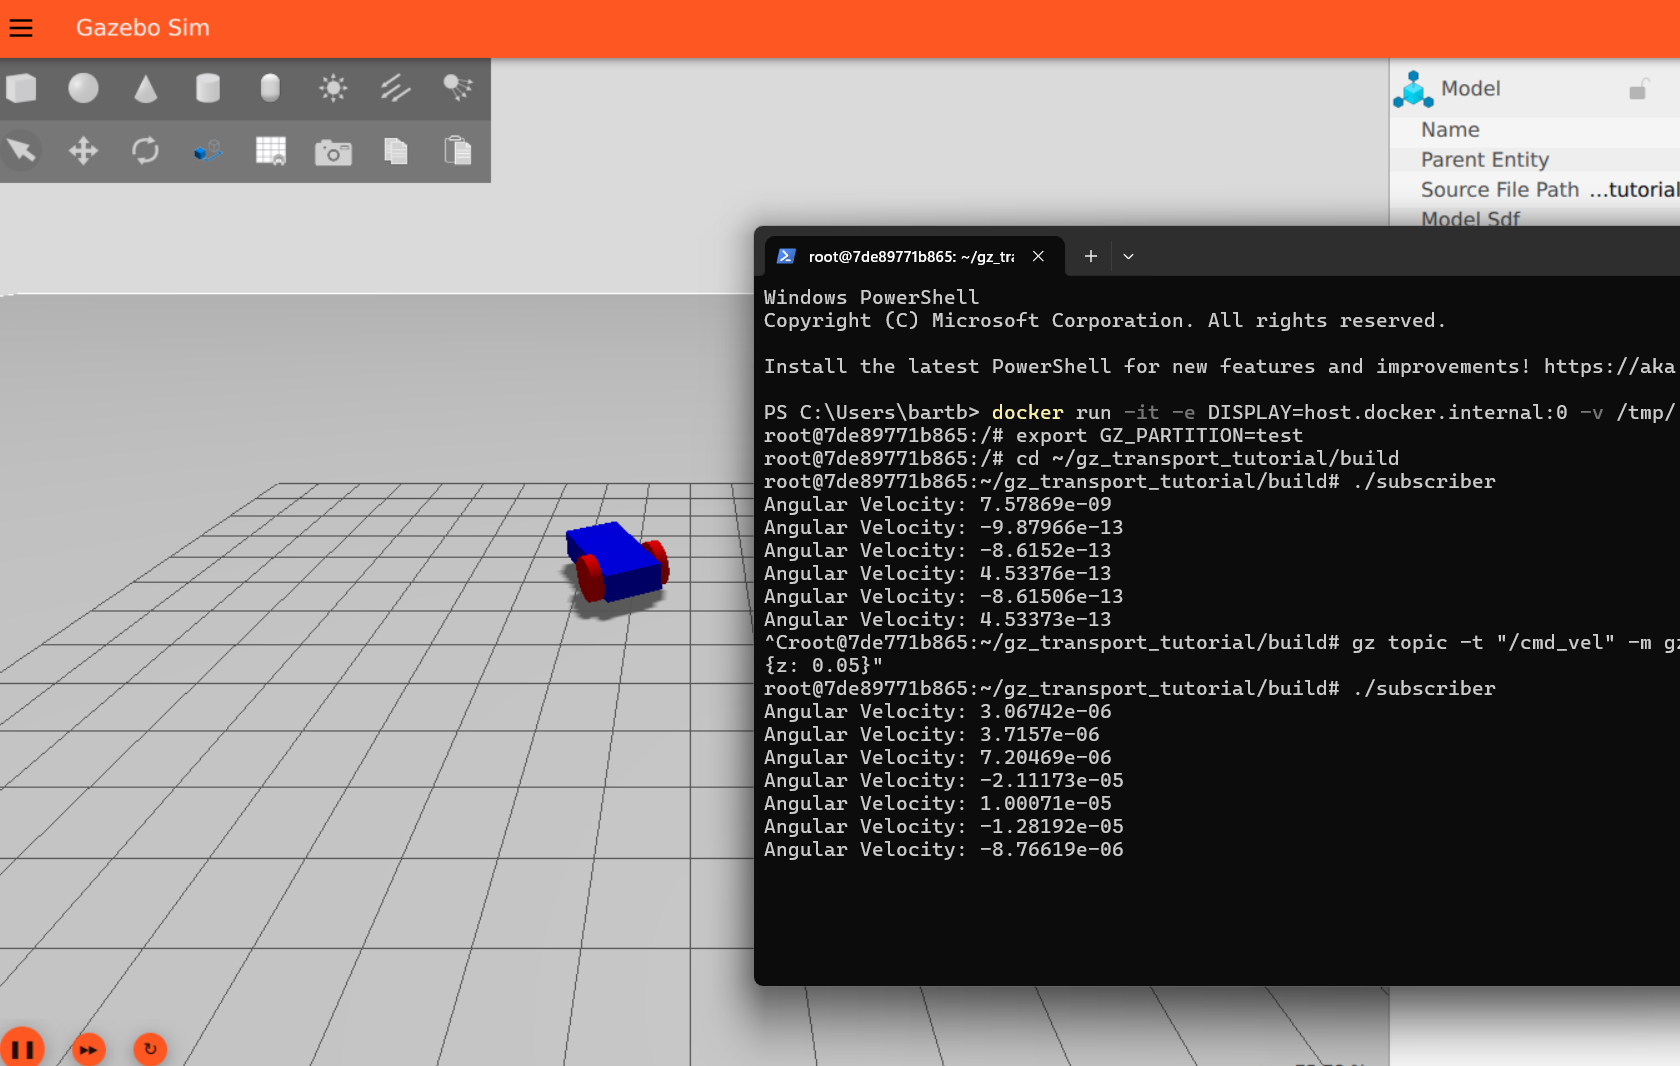 Gazebo Sim
Model
Name
Parent Entity
Source File Path ...tutorial
Model Sdf
root@7de89771b865: ~/gz_tra
Windows PowerShell
Copyright (C) Microsoft Corporation. All rights reserved.
Install the latest PowerShell for new features and improvements! https://aka
PS C:\Users\bartb> docker run -it -e DISPLAY=host.docker.internal:0 -v /tmp/
root@7de89771b865:/# export GZ_PARTITION=test
root@7de89771b865:/# cd ~/gz_transport_tutorial/build
root@7de89771b865:~/gz_transport_tutorial/build# ./subscriber
Angular Velocity: 7.57869e-09
Angular Velocity: -9.87966e-13
Angular Velocity: -8.6152e-13
Angular Velocity: 4.53376e-13
Angular Velocity: -8.61506e-13
Angular Velocity: 4.53373e-13
^Croot@7de771b865:~/gz_transport_tutorial/build# gz topic -t "/cmd_vel" -m gz
{z: 0.05}"
root@7de89771b865:~/gz_transport_tutorial/build# ./subscriber
Angular Velocity: 3.06742e-06
Angular Velocity: 3.7157e-06
Angular Velocity: 7.20469e-06
Angular Velocity: -2.11173e-05
Angular Velocity: 1.00071e-05
Angular Velocity: -1.28192e-05
Angular Velocity: -8.76619e-06